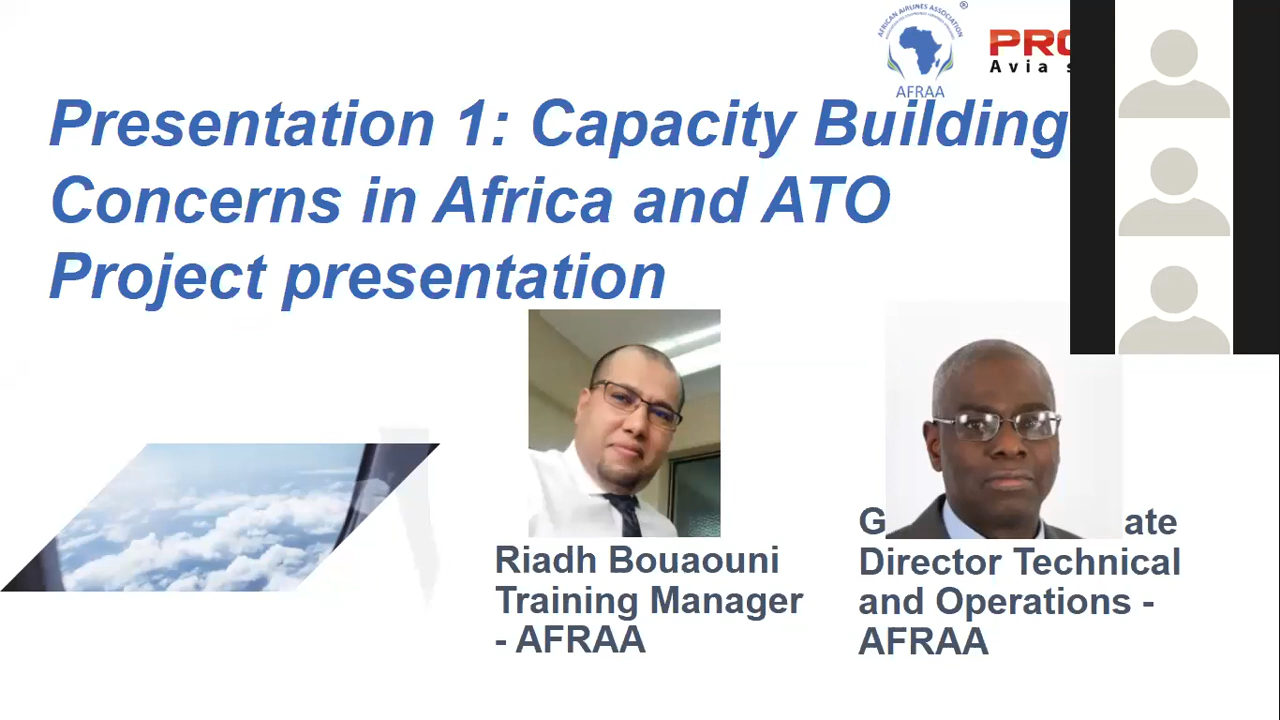 AFRICAN AIRLINES ASSOCIATION
®
AFRAA
PRO
Avia s
Presentation 1: Capacity Building
Concerns in Africa and ATO
Project presentation
Riadh Bouaouni
Training Manager
- AFRAA
G ate
Director Technical
and Operations -
AFRAA